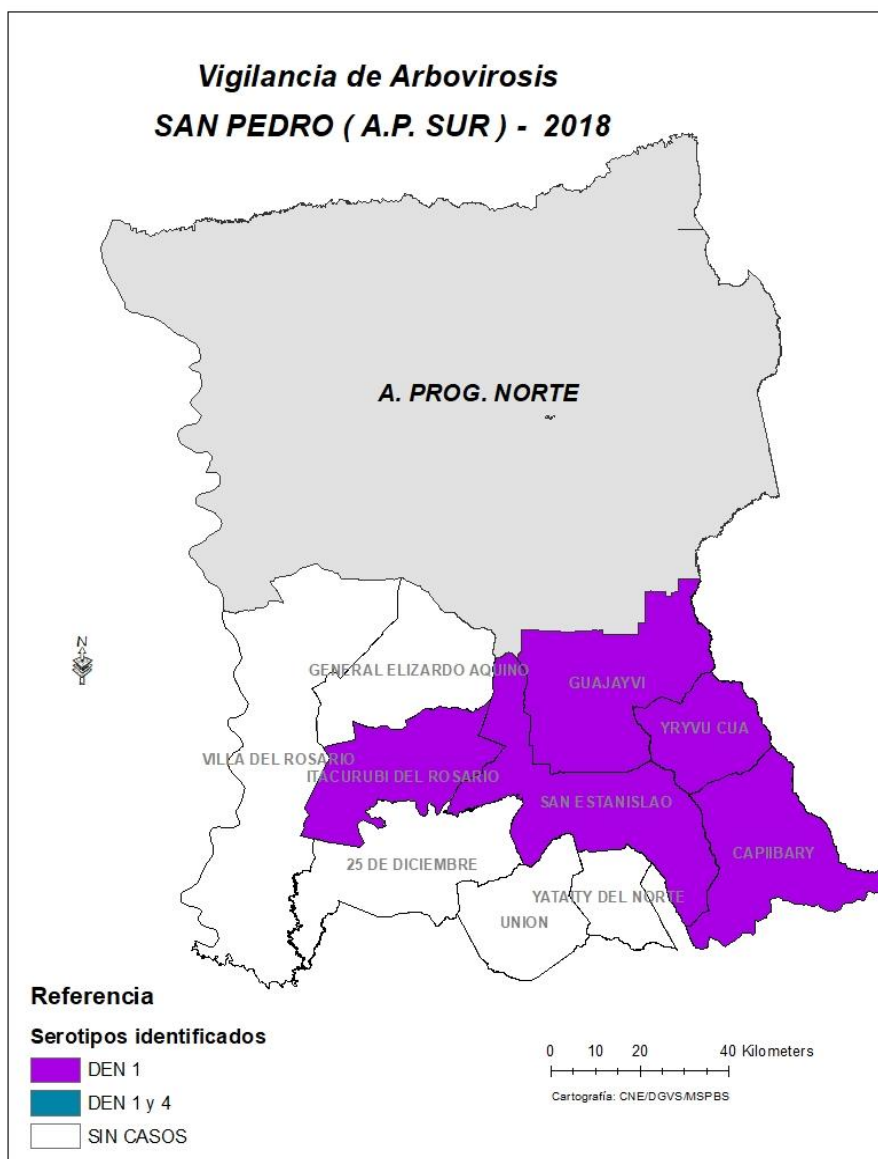 Vigilancia de Arbovirosis
SAN PEDRO ( A.P. SUR ) - 2018
A. PROG. NORTE
N
GENERAL ELIZARDO AQUINO
GUAJAYVI
YRYVU CUA
VILLA DEL ROSARIO
ITACURUBI DEL ROSARIO
SAN ESTANISLAO
CAPIIBARY
25 DE DICIEMBRE
YATAITY DEL NORTE
UNION
Referencia
Serotipos identificados
DEN 1
DEN 1 y 4
SIN CASOS
0 10 20 40 Kilometers
Cartografía: CNE/DGVS/MSPBS